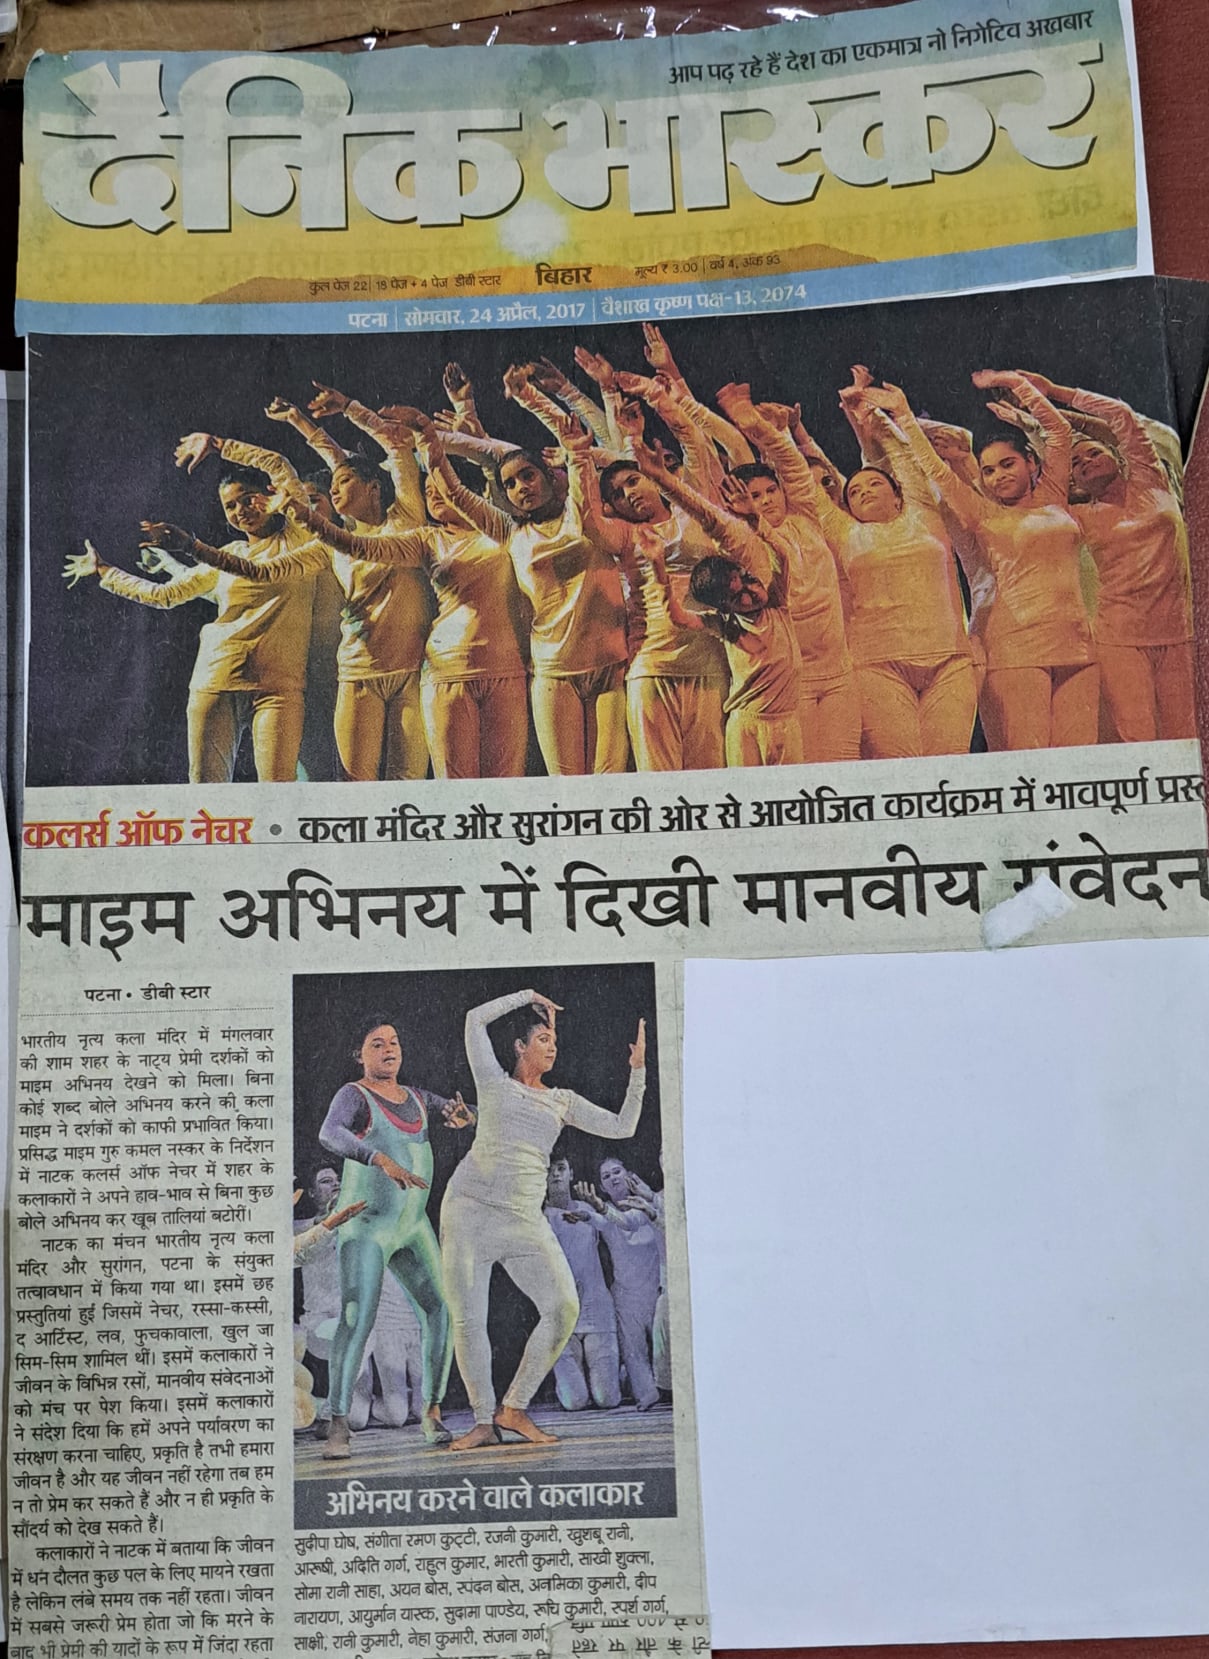 आप पढ़ रहे हैं देश का एकमात्र नो निगेटिव अखबार
दैनिक भास्कर
कुल पेज 22 | 18 पेज + 4 पेज डीबी स्टार बिहार मूल्य ₹ 3.00 | वर्ष 4, अंक 93
पटना | सोमवार, 24 अप्रैल, 2017 | वैशाख कृष्ण पक्ष-13, 2074
कलर्स ऑफ नेचर • कला मंदिर और सुरांगन की ओर से आयोजित कार्यक्रम में भावपूर्ण
माइम अभिनय में दिखी मानवीय
पटना • डीबी स्टार
भारतीय नृत्य कला मंदिर में मंगलवार
की शाम शहर के नाट्य प्रेमी दर्शकों को
माइम अभिनय देखने को मिला। बिना
कोई शब्द बोले अभिनय करने की कला
माइम ने दर्शकों को काफी प्रभावित किया।
प्रसिद्ध माइम गुरु कमल नस्कर के निर्देशन
में नाटक कलर्स ऑफ नेचर में शहर के
कलाकारों ने अपने हाव-भाव से बिना कुछ
बोले अभिनय कर खूब तालियां बटोरीं।
नाटक का मंचन भारतीय नृत्य कला
मंदिर और सुरांगन, पटना के संयुक्त
तत्वावधान में किया गया था। इसमें छह
प्रस्तुतियां हुई जिसमें नेचर, रस्सा-कस्सी,
द आर्टिस्ट, लव, फुचकावाला, खुल जा
सिम-सिम शामिल थीं। इसमें कलाकारों ने
जीवन के विभिन्न रसों, मानवीय संवेदनाओं
को मंच पर पेश किया। इसमें कलाकारों
ने संदेश दिया कि हमें अपने पर्यावरण का
संरक्षण करना चाहिए, प्रकृति है तभी हमारा
जीवन है और यह जीवन नहीं रहेगा तब हम
न तो प्रेम कर सकते हैं और न ही प्रकृति के
सौंदर्य को देख सकते हैं।
कलाकारों ने नाटक में बताया कि जीवन
में धन दौलत कुछ पल के लिए मायने रखता
है लेकिन लंबे समय तक नहीं रहता। जीवन
में सबसे जरूरी प्रेम होता जो कि मरने के
बाद भी प्रेमी की यादों के रूप में जिंदा रहता
अभिनय करने वाले कलाकार
सुदीपा घोष, संगीता रमण कुट्टी, रजनी कुमारी, खुशबू रानी,
आरूषी, अदिति गर्ग, राहुल कुमार, भारती कुमारी, साखी शुक्ला,
सोमा रानी साहा, अयन बोस, स्पंदन बोस, अनमिका कुमारी, दीप
नारायण, आयुर्मान यास्क, सुदामा पाण्डेय, रूचि कुमारी, स्पर्श गर्ग,
साक्षी, रानी कुमारी, नेहा कुमारी, संजना गर्ग,